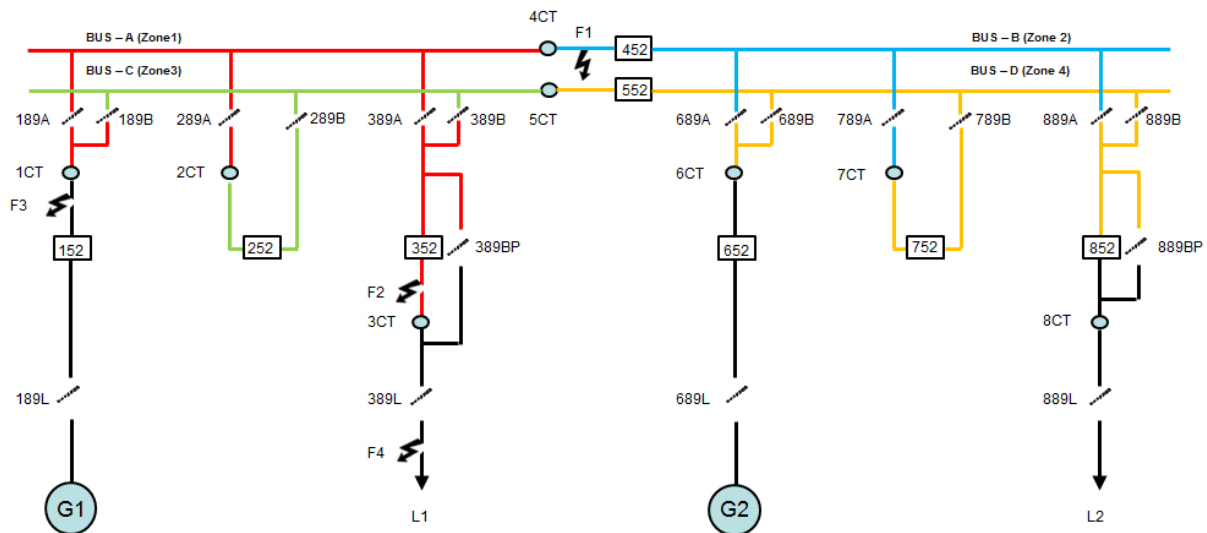 4CT
F1
BUS – A (Zone1)
452
BUS – B (Zone 2)
BUS – C (Zone3)
552
BUS – D (Zone 4)
5CT
189A
189B
289A
289B
389A
389B
689A
689B
789A
789B
889A
889B
1CT
2CT
6CT
7CT
F3
152
252
352
389BP
652
752
852
889BP
F2
3CT
8CT
189L
389L
689L
889L
F4
G1
L1
G2
L2